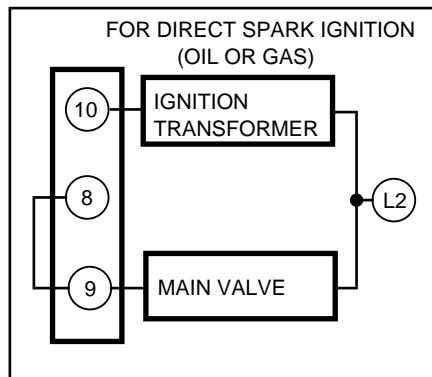 FOR DIRECT SPARK IGNITION
(OIL OR GAS)
10
IGNITION
TRANSFORMER
8
L2
9
MAIN VALVE